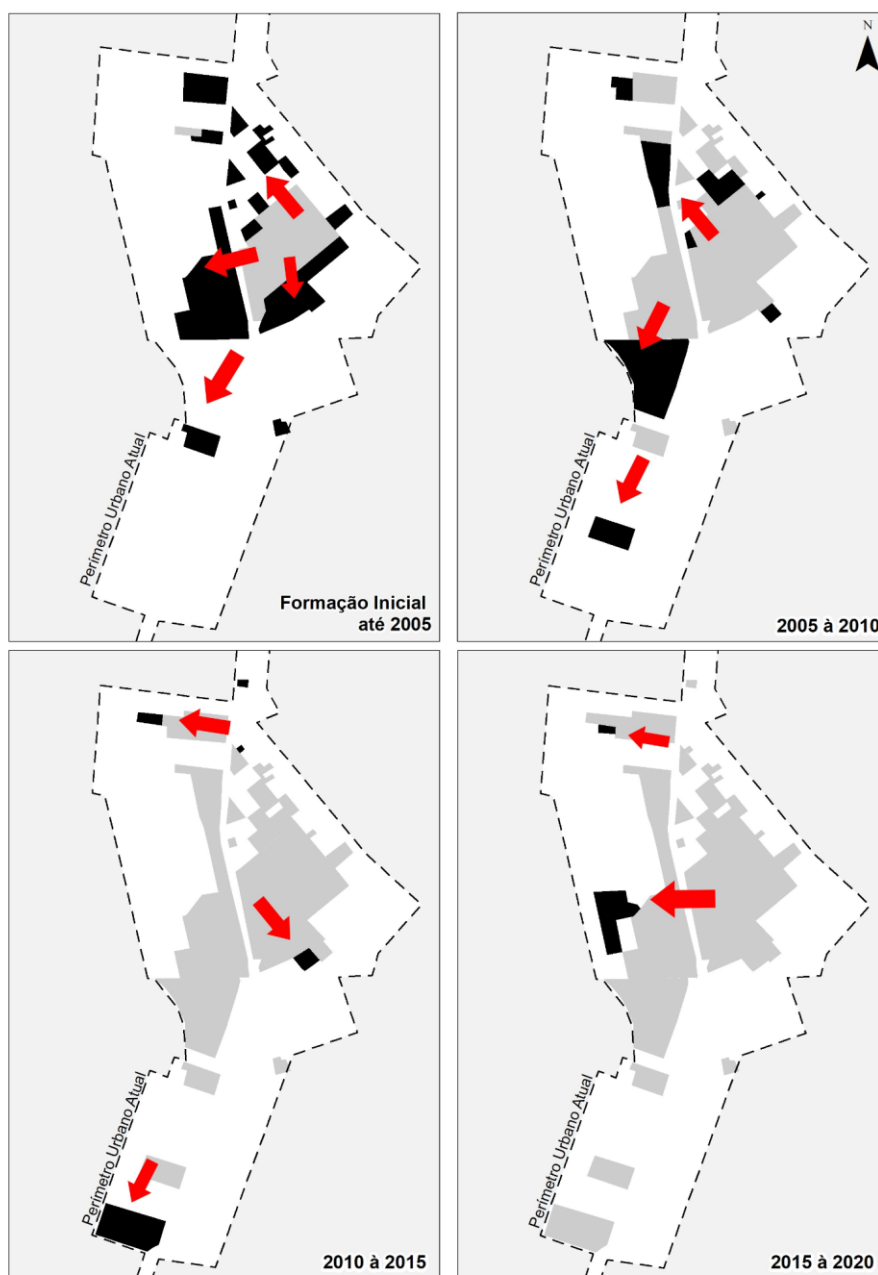 N
Perímetro Urbano Atual
Formação Inicial
até 2005
Perímetro Urbano Atual
2005 à 2010
Perímetro Urbano Atual
2010 à 2015
Perímetro Urbano Atual
2015 à 2020